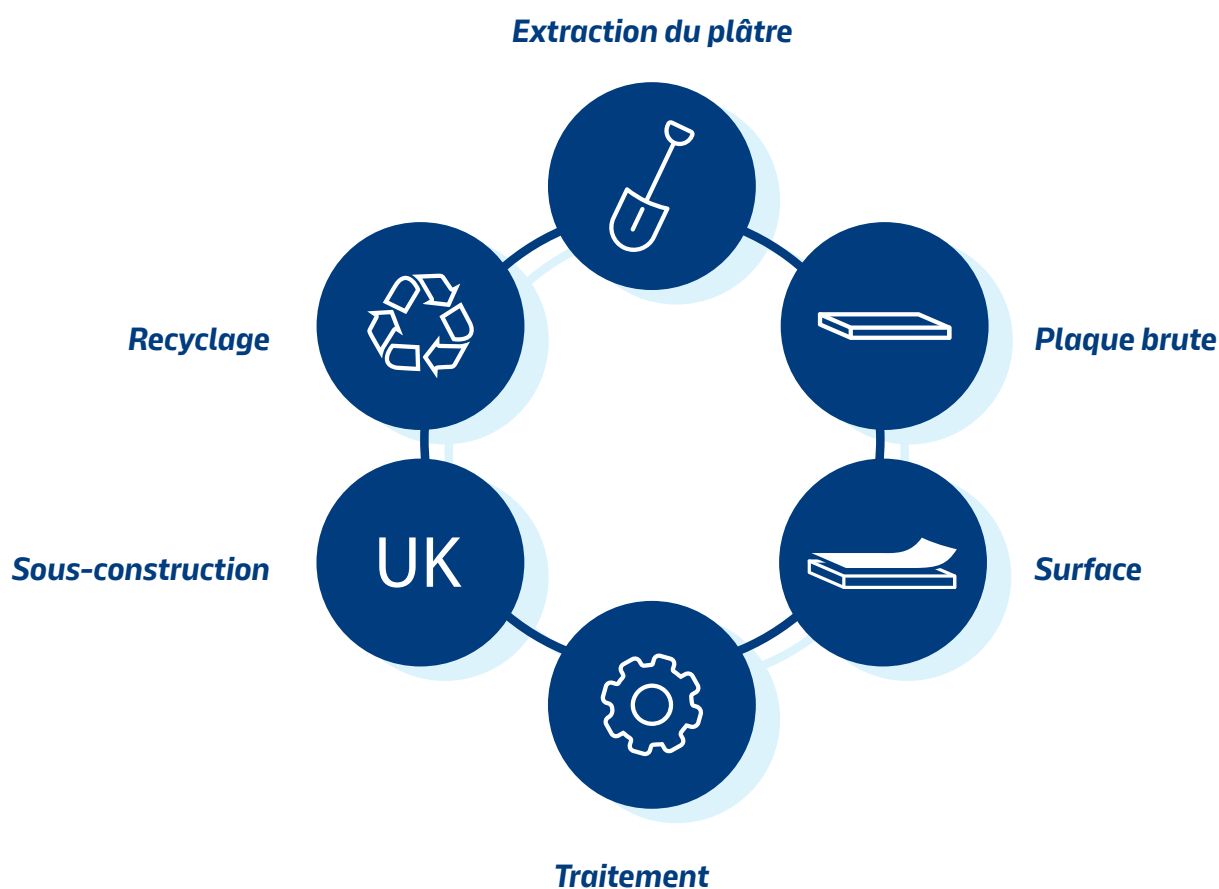 Extraction du plâtre
Recyclage
Plaque brute
Sous-construction
UK
Surface
Traitement